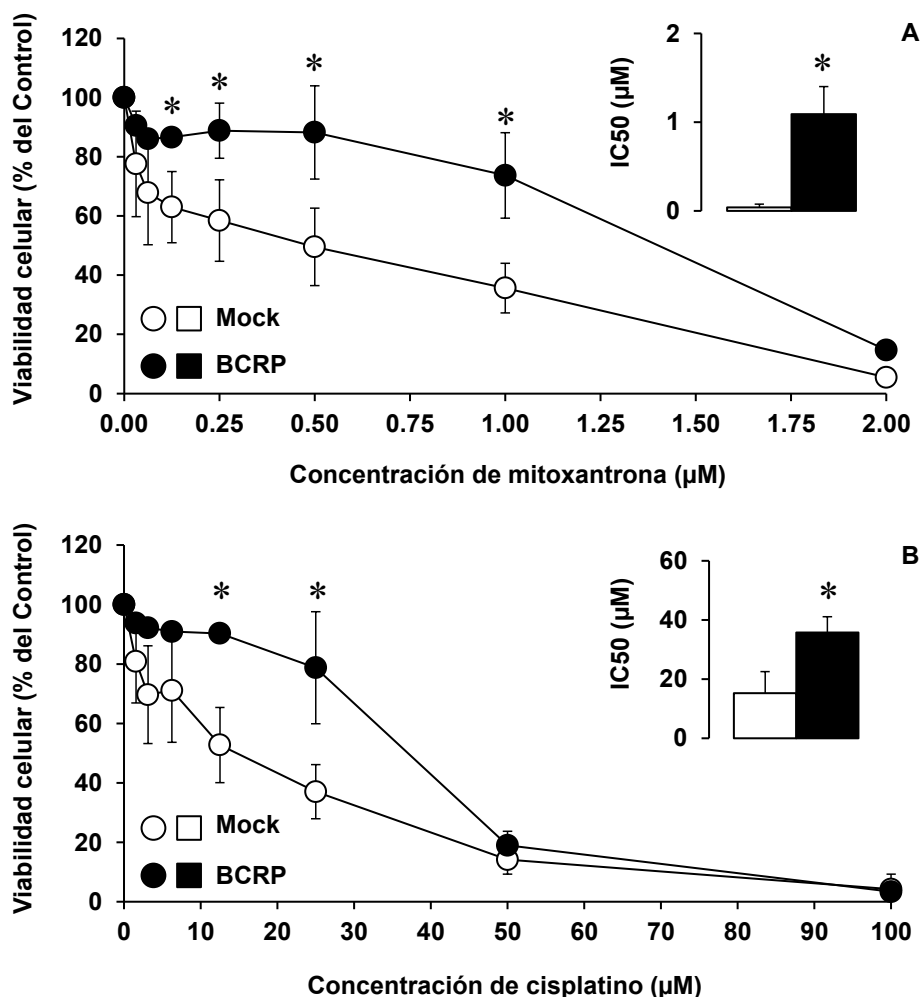 A
Viabilidad celular (% del Control)
120
100
80
60
40
20
0
* * * *
Mock
BCRP
IC50 (µM)
2
1
0
*
0.00 0.25 0.50 0.75 1.00 1.25 1.50 1.75 2.00
Concentración de mitoxantrona (µM)
B
Viabilidad celular (% del Control)
120
100
80
60
40
20
0
* *
Mock
BCRP
IC50 (µM)
60
40
20
0
*
0 10 20 30 40 50 60 70 80 90 100
Concentración de cisplatino (µM)